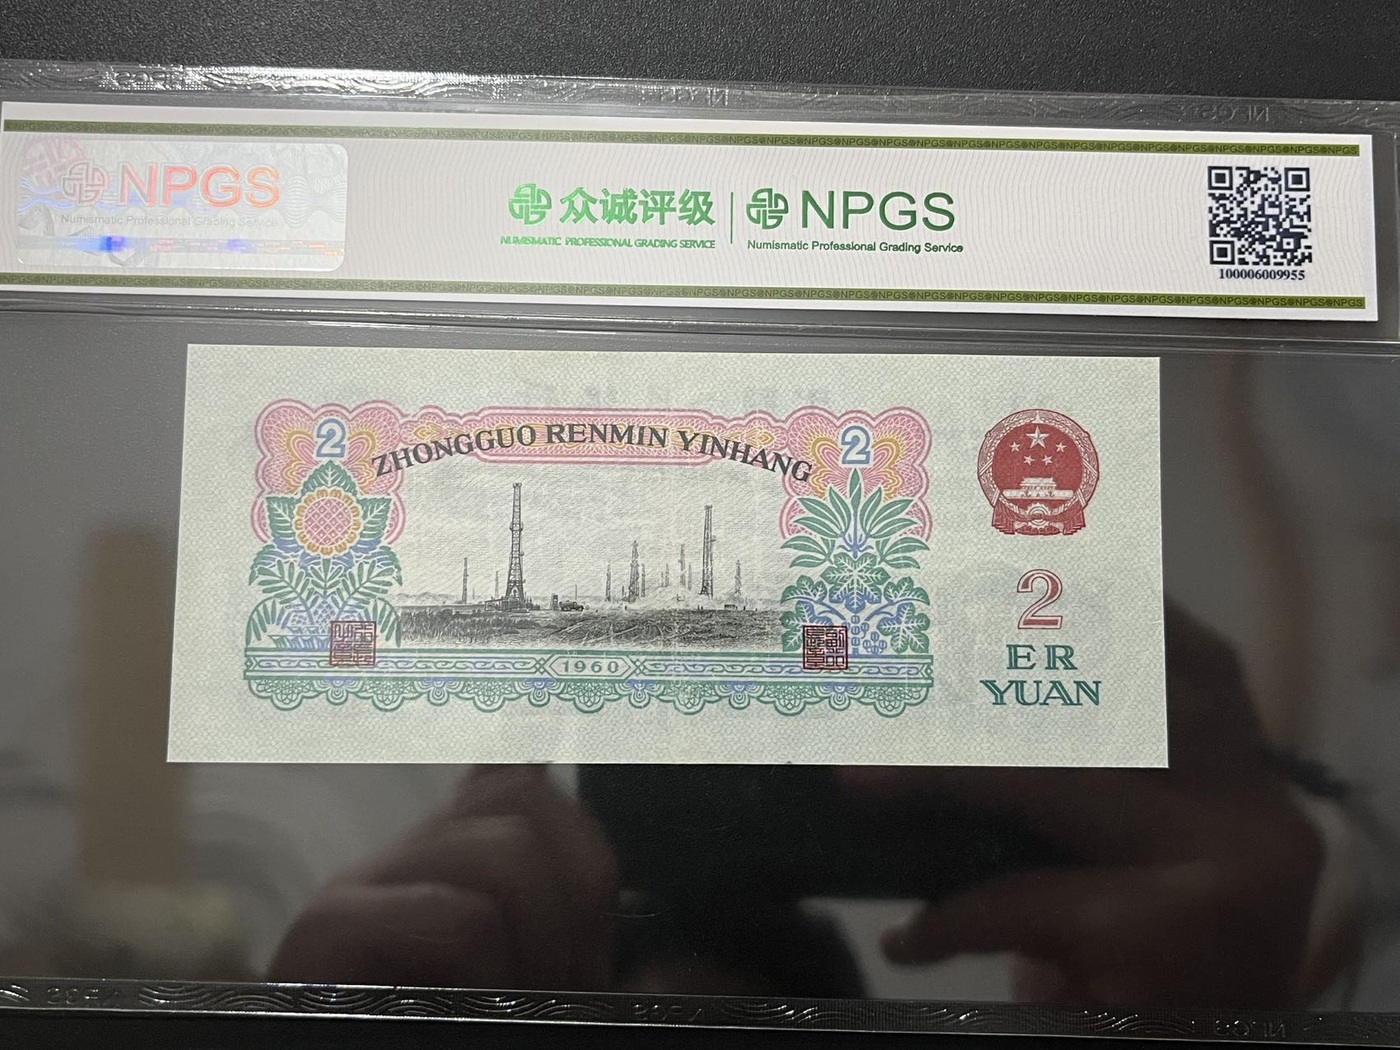 NPGS
Numismatic Professional Grading Service
众诚评级
NUMISMATIC PROFESSIONAL GRADING SERVICE
NPGS
Numismatic Professional Grading Service
100006009955
2
ZHONGGUO RENMIN YINHANG
2
1960
2
ER
YUAN